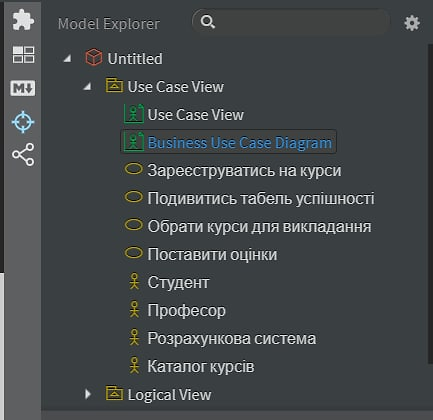 Model Explorer
Untitled
Use Case View
Use Case View
Business Use Case Diagram
Зареєструватись на курси
Подивитись табель успішності
Обрати курси для викладання
Поставити оцінки
Студент
Професор
Розрахункова система
Каталог курсів
Logical View